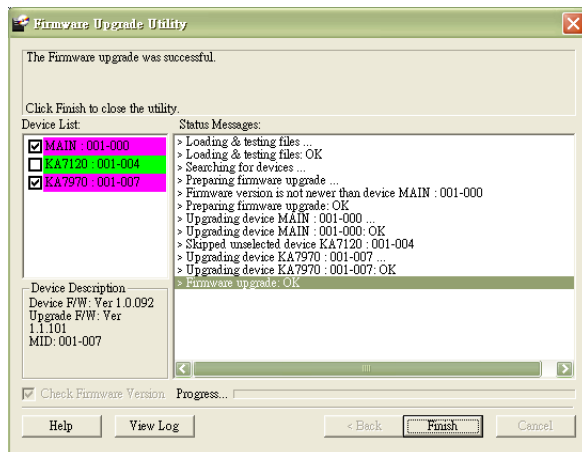 Firmware Upgrade Utility
The Firmware upgrade was successful.
Click Finish to close the utility.
Device List:
Status Messages:
MAIN : 001-000
KA7120 : 001-004
KA7970 : 001-007
> Loading & testing files ...
> Loading & testing files: OK
> Searching for devices ...
> Preparing firmware upgrade ...
> Firmware version is not newer than device MAIN : 001-000
> Preparing firmware upgrade: OK
> Upgrading device MAIN : 001-000 ...
> Upgrading device MAIN : 001-000: OK
> Skipped unselected device KA7120 : 001-004
> Upgrading device KA7970 : 001-007 ...
> Upgrading device KA7970 : 001-007: OK
> Firmware upgrade: OK
Device Description
Device F/W: Ver 1.0.092
Upgrade F/W: Ver
1.1.101
MID: 001-007
Check Firmware Version
Progress...
Help
View Log
< Back
Finish
Cancel